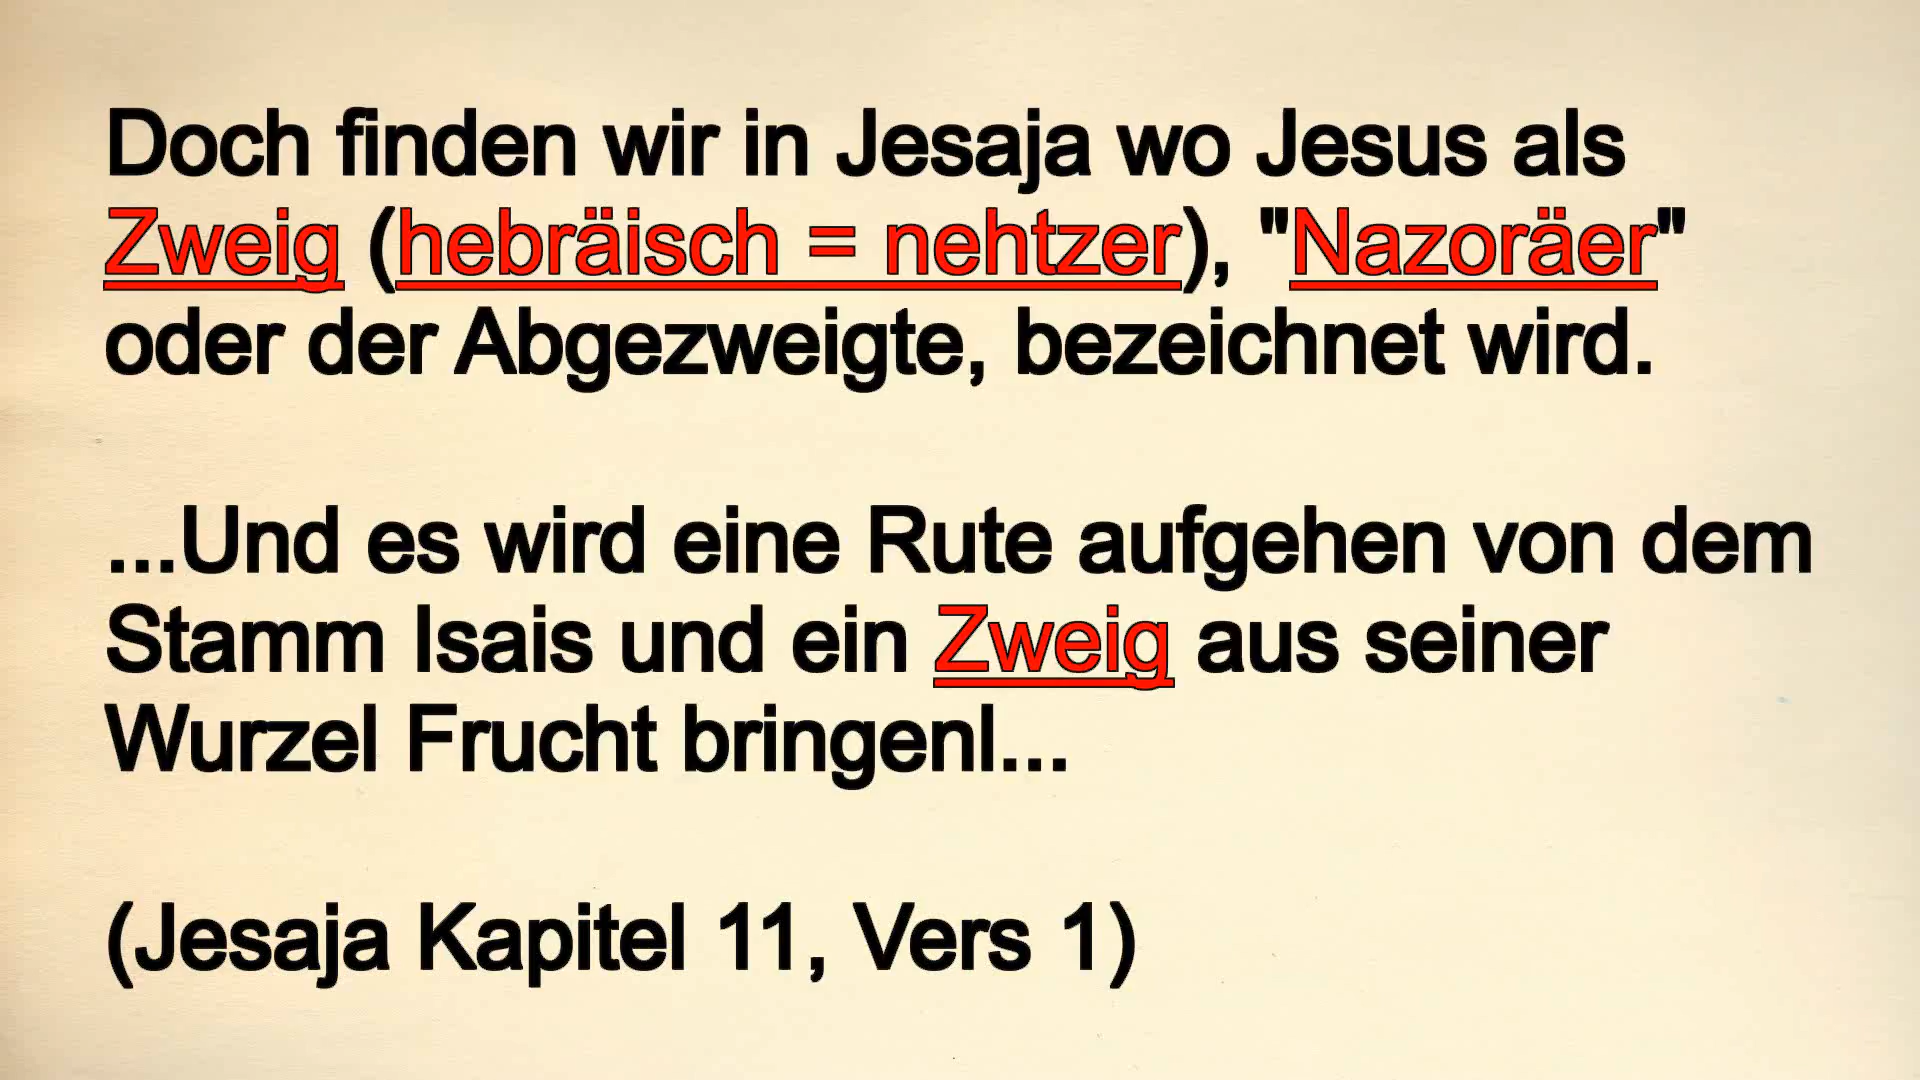 Doch finden wir in Jesaja wo Jesus als
Zweig (hebräisch = nehtzer), "Nazoräer"
oder der Abgezweigte, bezeichnet wird.
...Und es wird eine Rute aufgehen von dem
Stamm Isais und ein Zweig aus seiner
Wurzel Frucht bringenl...
(Jesaja Kapitel 11, Vers 1)